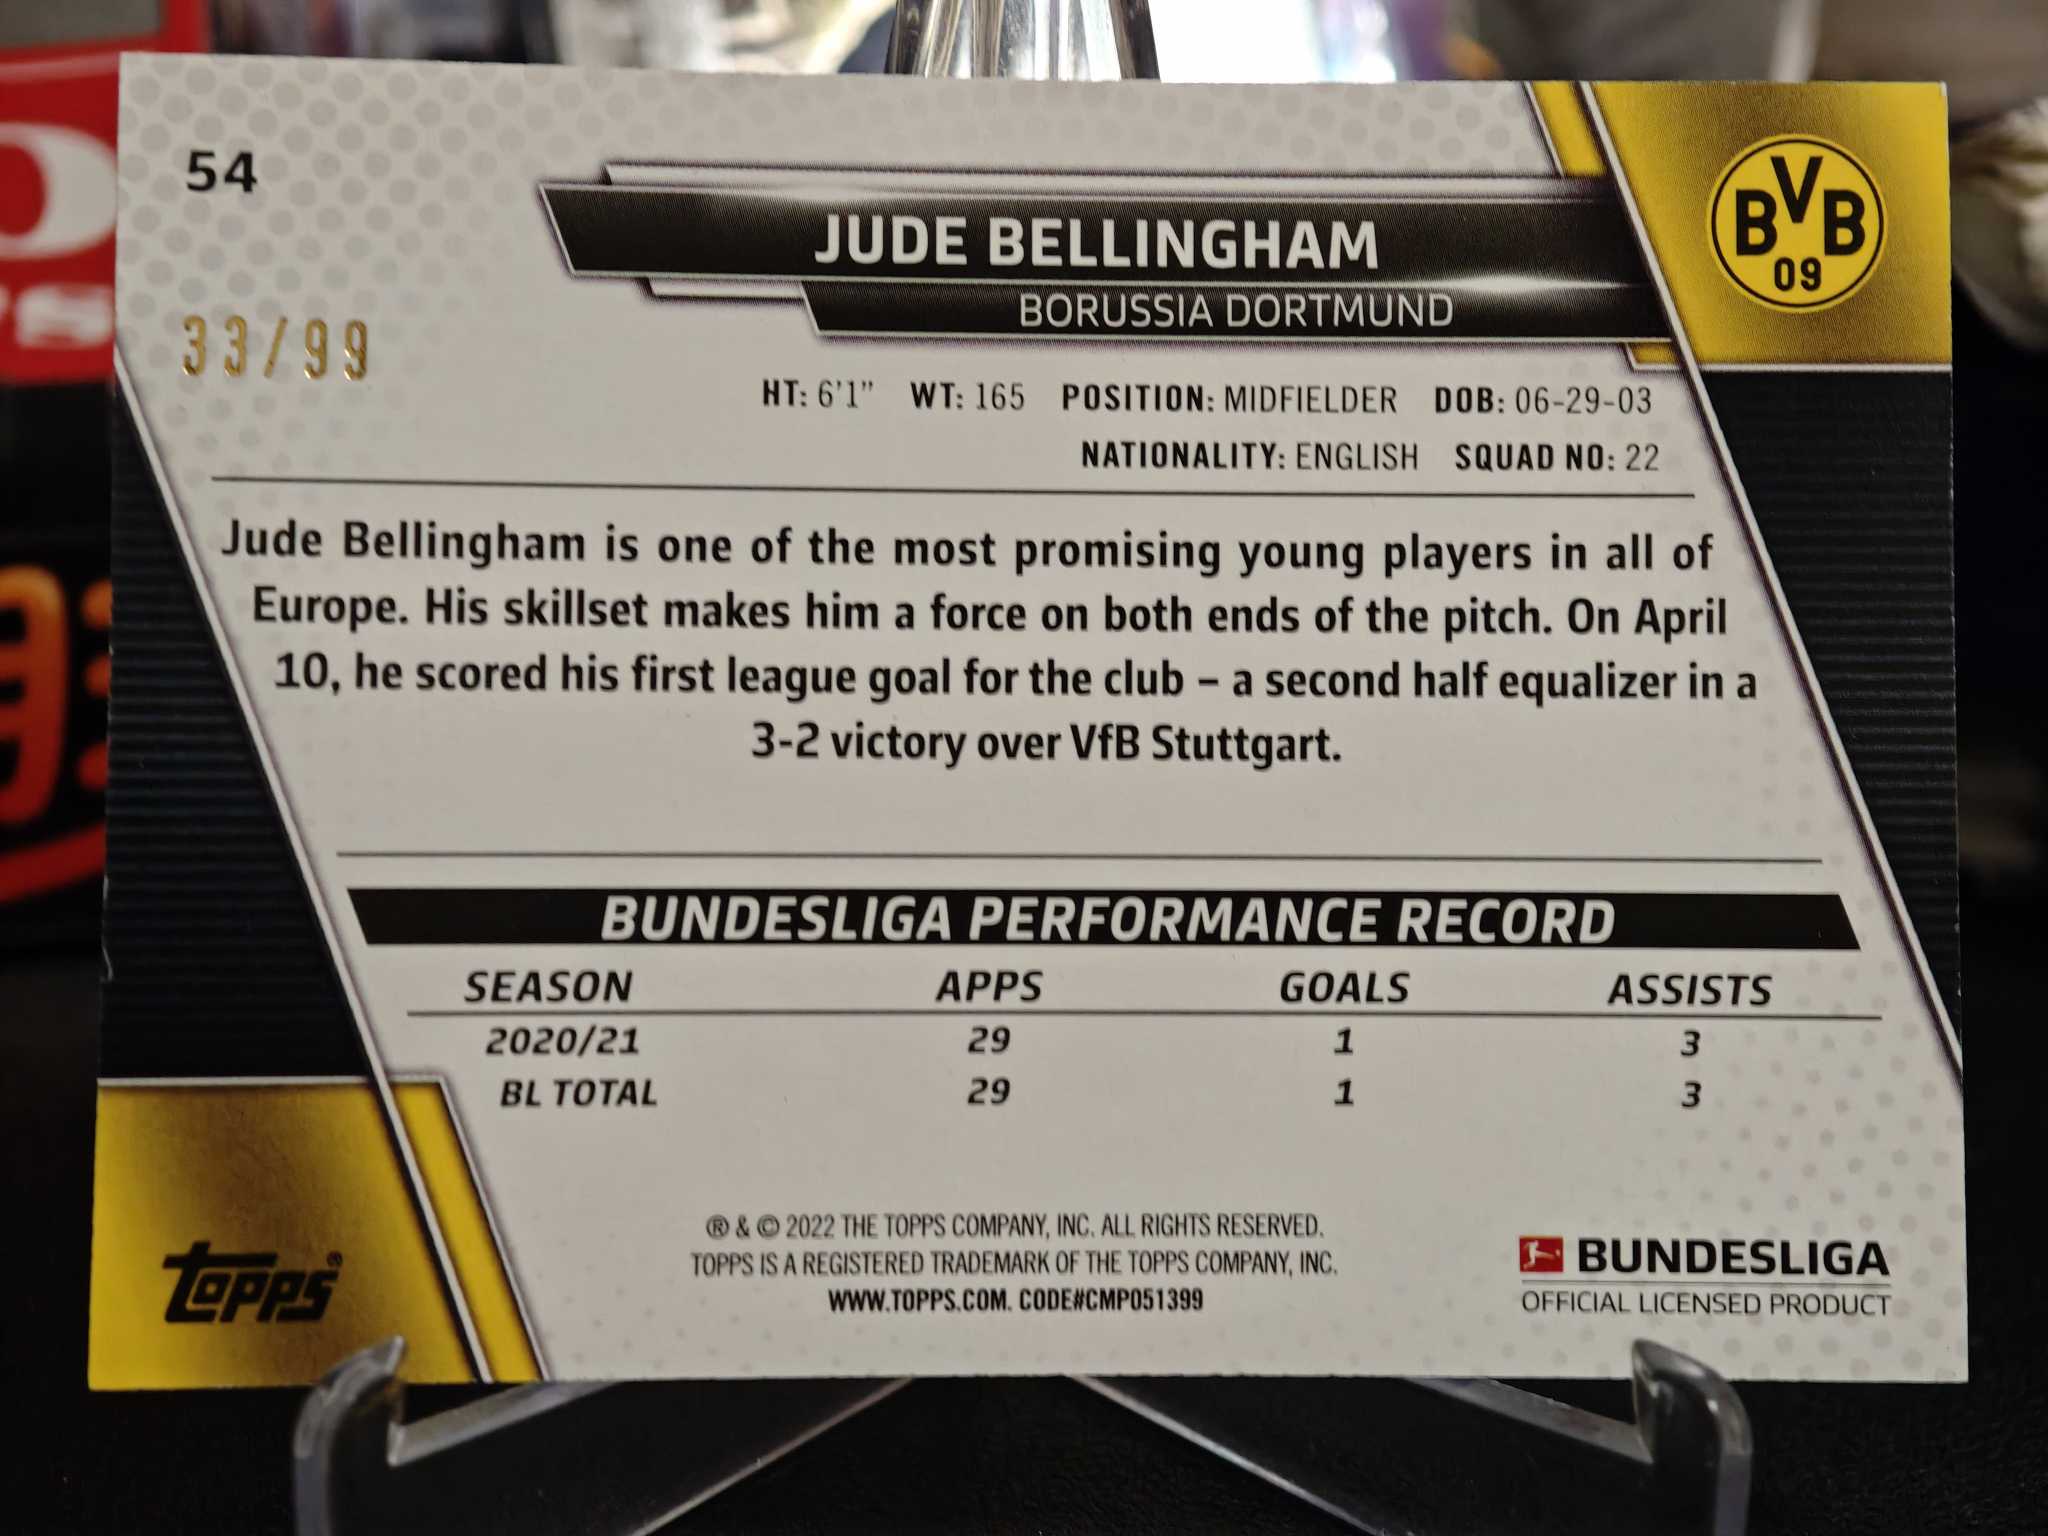 54
JUDE BELLINGHAM
BORUSSIA DORTMUND
BVB
09
33/99
HT: 6'1" WT: 165 POSITION: MIDFIELDER DOB: 06-29-03
NATIONALITY: ENGLISH SQUAD NO: 22
Jude Bellingham is one of the most promising young players in all of
Europe. His skillset makes him a force on both ends of the pitch. On April
10, he scored his first league goal for the club – a second half equalizer in a
3-2 victory over VfB Stuttgart.
BUNDESLIGA PERFORMANCE RECORD
SEASON APPS GOALS ASSISTS
2020/21 29 1 3
BL TOTAL 29 1 3
® & © 2022 THE TOPPS COMPANY, INC. ALL RIGHTS RESERVED.
TOPPS IS A REGISTERED TRADEMARK OF THE TOPPS COMPANY, INC.
WWW.TOPPS.COM. CODE#CMP051399
topps®
BUNDESLIGA
OFFICIAL LICENSED PRODUCT